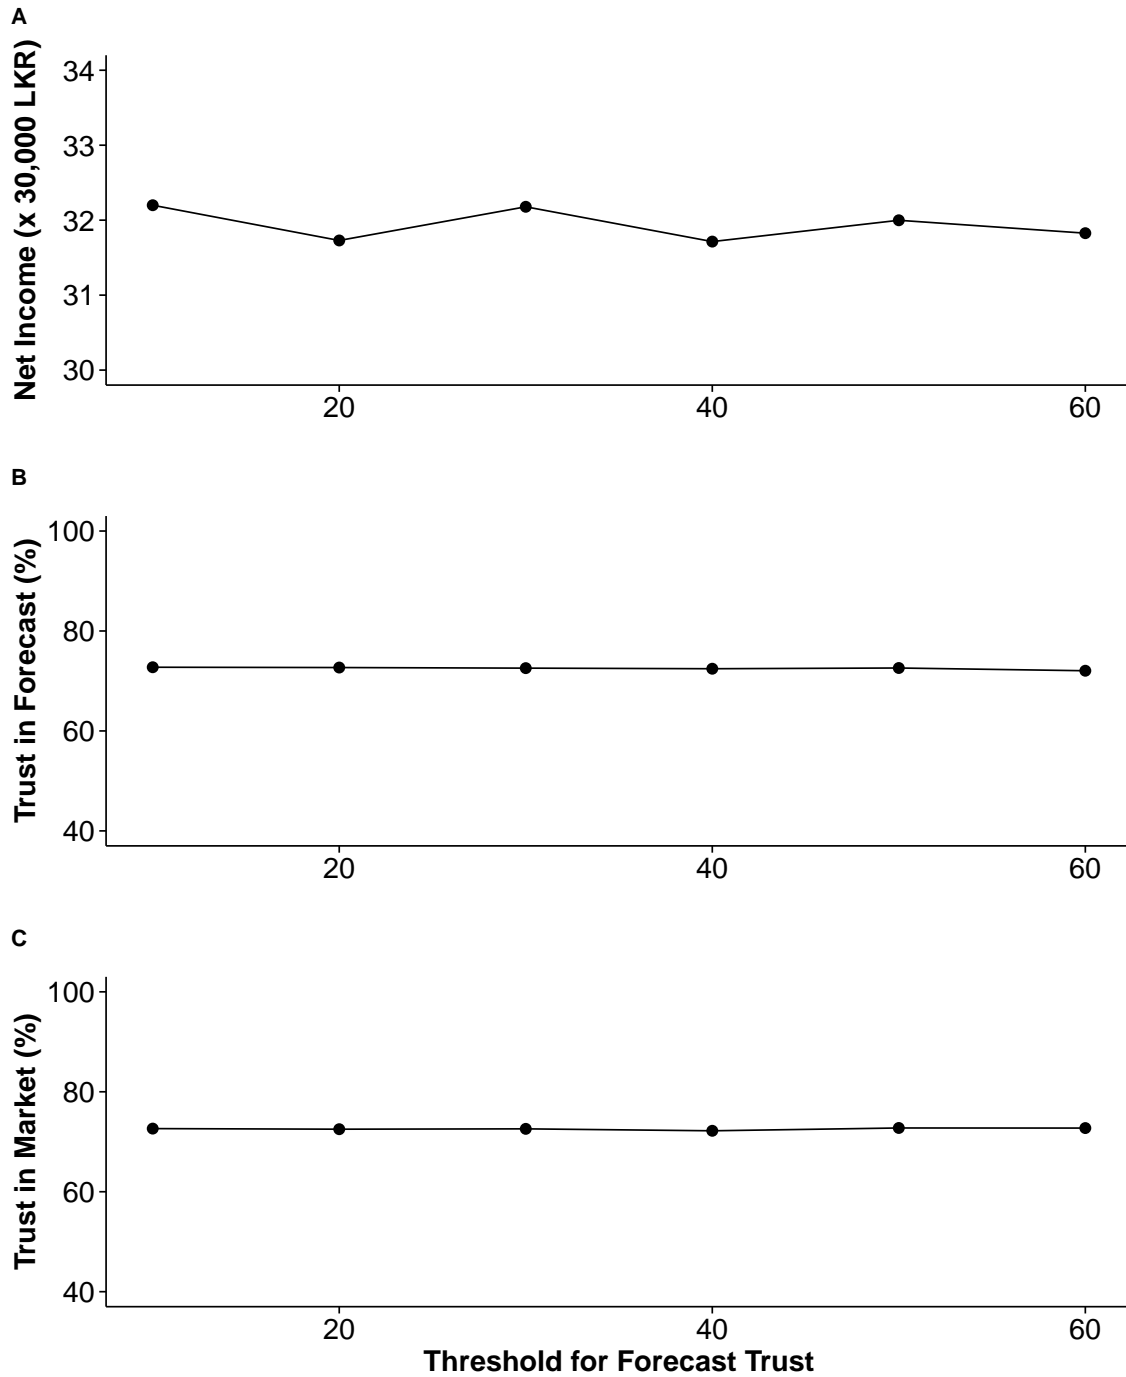 A
Net Income (x 30,000 LKR)
34
33
32
31
30
20 40 60
B
Trust in Forecast (%)
100
80
60
40
20 40 60
C
Trust in Market (%)
100
80
60
40
20 40 60
Threshold for Forecast Trust